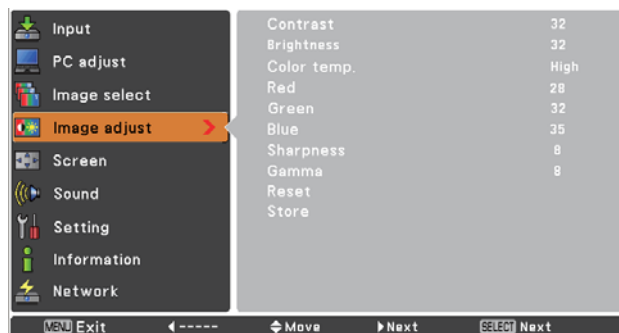 Input
PC adjust
Image select
Image adjust
Screen
Sound
Setting
Information
Network
Contrast 32
Brightness 32
Color temp. High
Red 28
Green 32
Blue 35
Sharpness 8
Gamma 8
Reset
Store
MENU Exit ◀----- ◆Move ▶Next SELECT Next